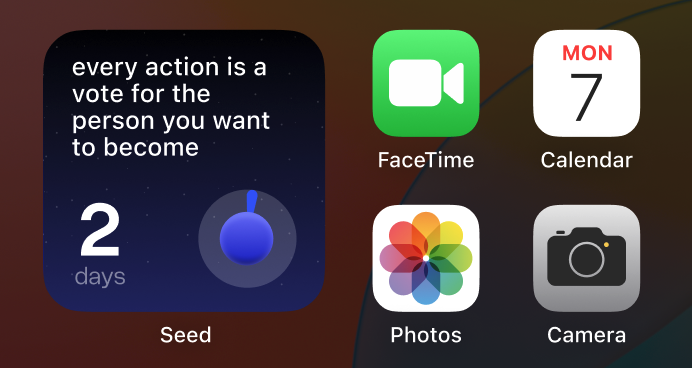 every action is a
vote for the
person you want
to become
2
days
Seed
FaceTime
MON
7
Calendar
Photos
Camera